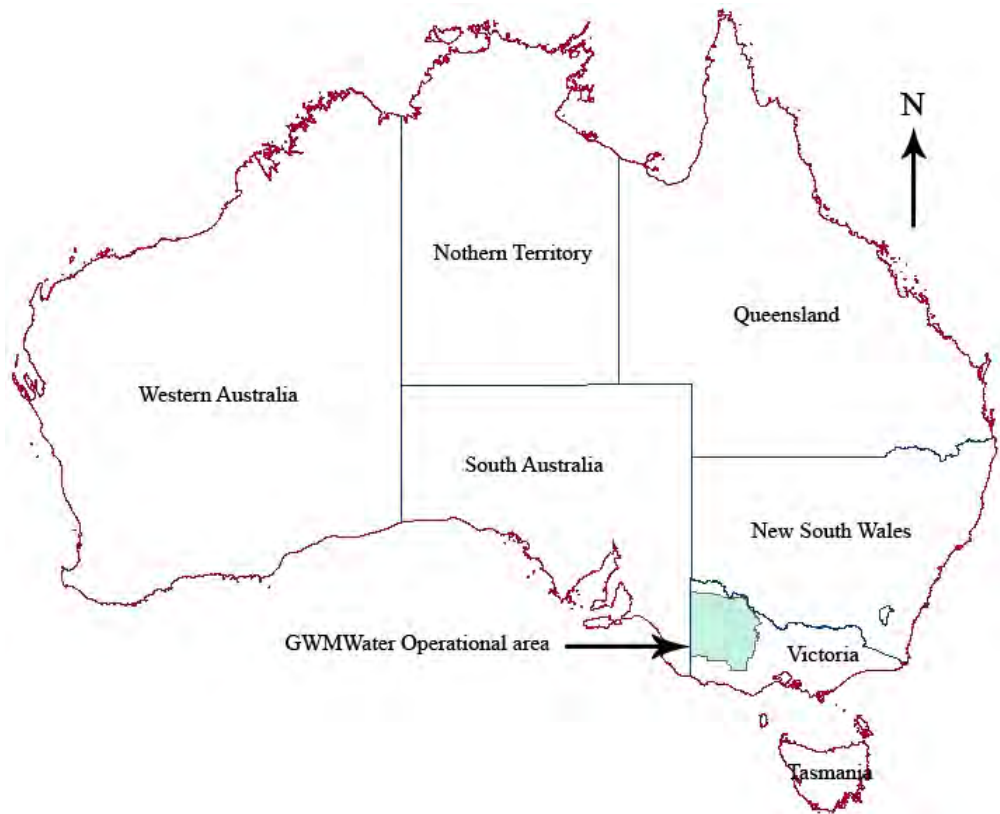 N
Nothern Territory
Queensland
Western Australia
South Australia
New South Wales
GWMWater Operational area
Victoria
Tasmania